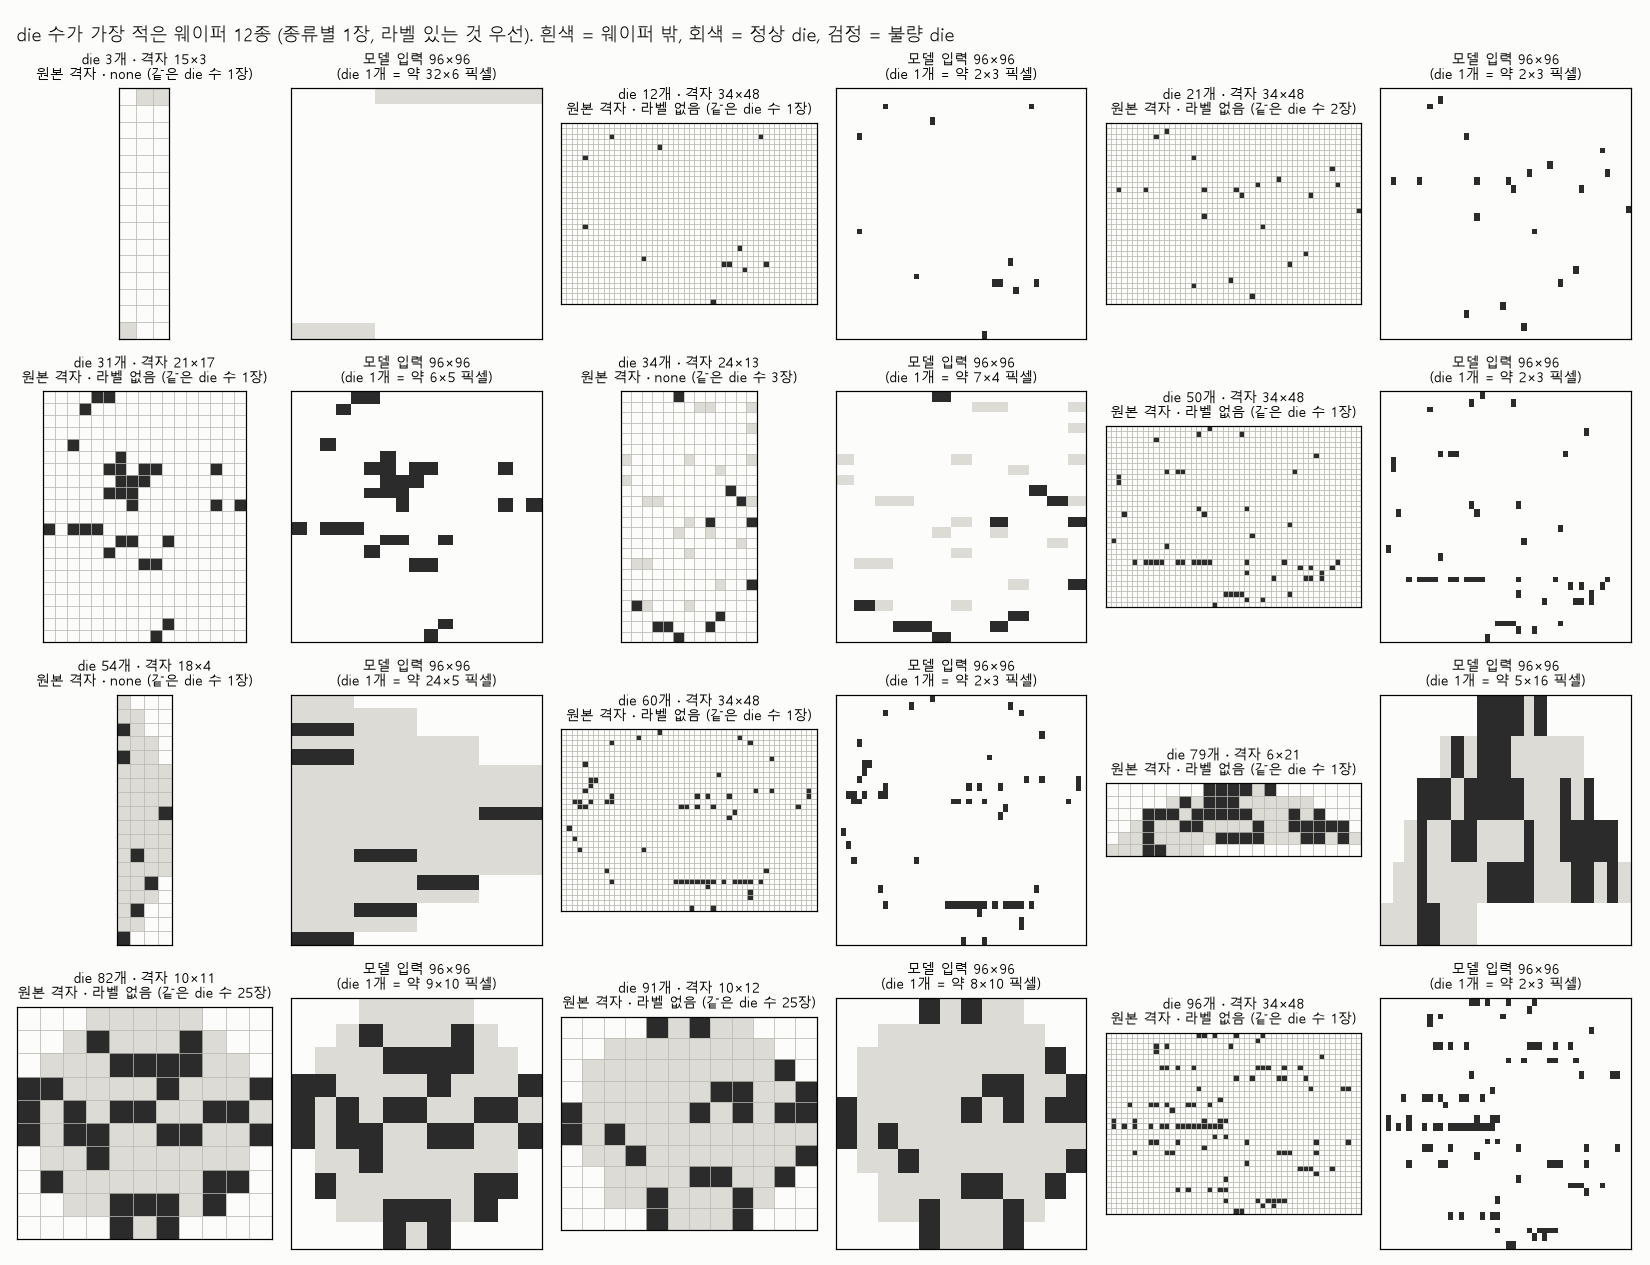 die 수가 가장 적은 웨이퍼 12종 (종류별 1장, 라벨 있는 것 우선). 흰색 = 웨이퍼 밖, 회색 = 정상 die, 검정 = 불량 die
die 3개 · 격자 15×3
원본 격자 · none (같은 die 수 1장)
모델 입력 96×96
(die 1개 = 약 32×6 픽셀)
die 12개 · 격자 34×48
원본 격자 · 라벨 없음 (같은 die 수 1장)
모델 입력 96×96
(die 1개 = 약 2×3 픽셀)
die 21개 · 격자 34×48
원본 격자 · 라벨 없음 (같은 die 수 2장)
모델 입력 96×96
(die 1개 = 약 2×3 픽셀)
die 31개 · 격자 21×17
원본 격자 · 라벨 없음 (같은 die 수 1장)
모델 입력 96×96
(die 1개 = 약 6×5 픽셀)
die 34개 · 격자 24×13
원본 격자 · none (같은 die 수 3장)
모델 입력 96×96
(die 1개 = 약 7×4 픽셀)
die 50개 · 격자 34×48
원본 격자 · 라벨 없음 (같은 die 수 1장)
모델 입력 96×96
(die 1개 = 약 2×3 픽셀)
die 54개 · 격자 18×4
원본 격자 · none (같은 die 수 1장)
모델 입력 96×96
(die 1개 = 약 24×5 픽셀)
die 60개 · 격자 34×48
원본 격자 · 라벨 없음 (같은 die 수 1장)
모델 입력 96×96
(die 1개 = 약 2×3 픽셀)
die 79개 · 격자 6×21
원본 격자 · 라벨 없음 (같은 die 수 1장)
모델 입력 96×96
(die 1개 = 약 5×16 픽셀)
die 82개 · 격자 10×11
원본 격자 · 라벨 없음 (같은 die 수 25장)
모델 입력 96×96
(die 1개 = 약 9×10 픽셀)
die 91개 · 격자 10×12
원본 격자 · 라벨 없음 (같은 die 수 25장)
모델 입력 96×96
(die 1개 = 약 8×10 픽셀)
die 96개 · 격자 34×48
원본 격자 · 라벨 없음 (같은 die 수 1장)
모델 입력 96×96
(die 1개 = 약 2×3 픽셀)